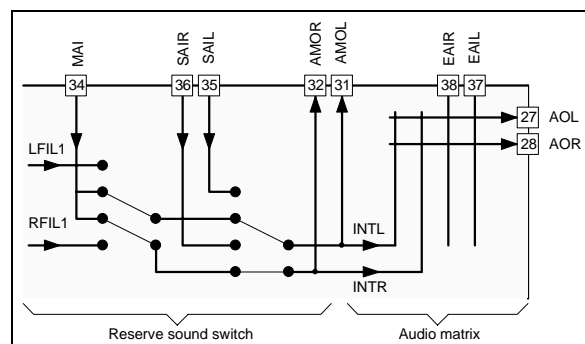 MAI
SAIR
SAIL
AMOR
AMOL
EAIR
EAIL
34
36
35
32
31
38
37
27
AOL
28
AOR
LFIL1
RFIL1
INTL
INTR
Reserve sound switch
Audio matrix